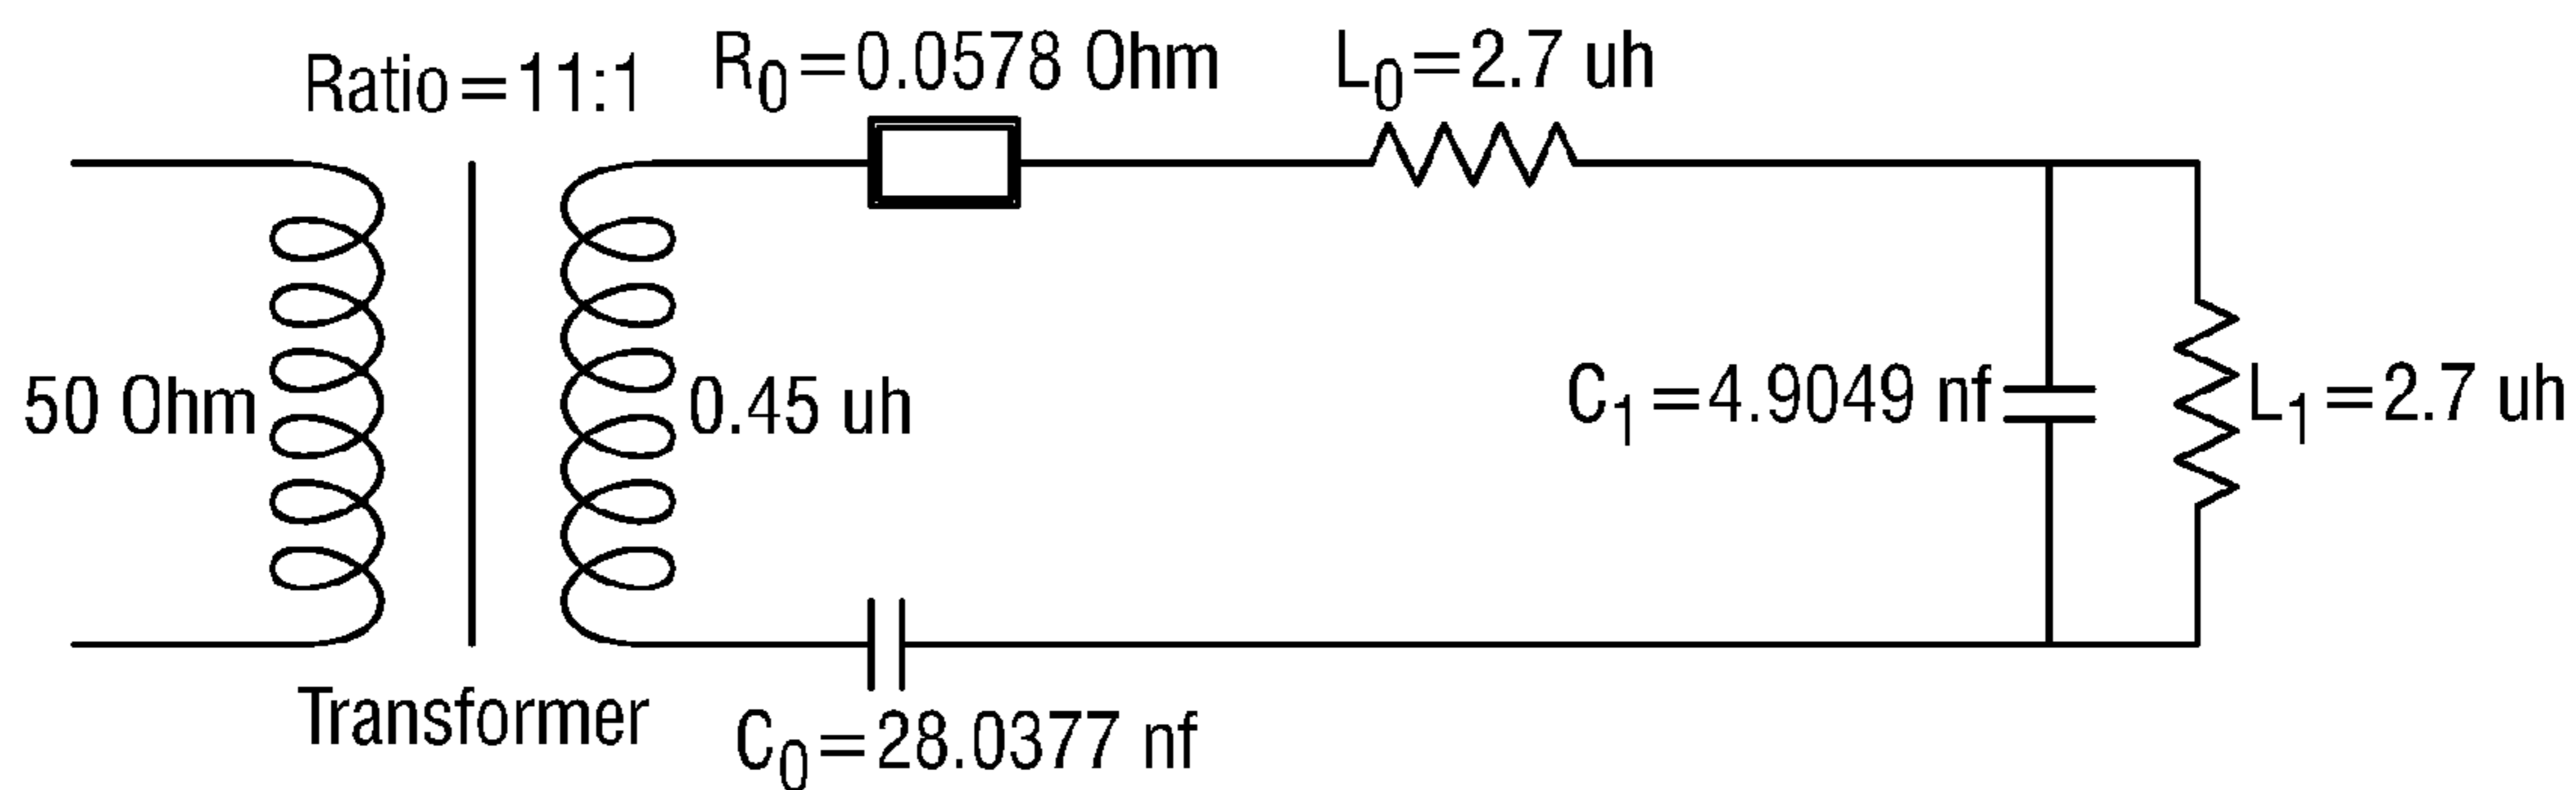 Ratio=11:1
R0=0.0578 Ohm
L0=2.7 uh
50 Ohm
0.45 uh
C1=4.9049 nf
L1=2.7 uh
Transformer
C0=28.0377 nf